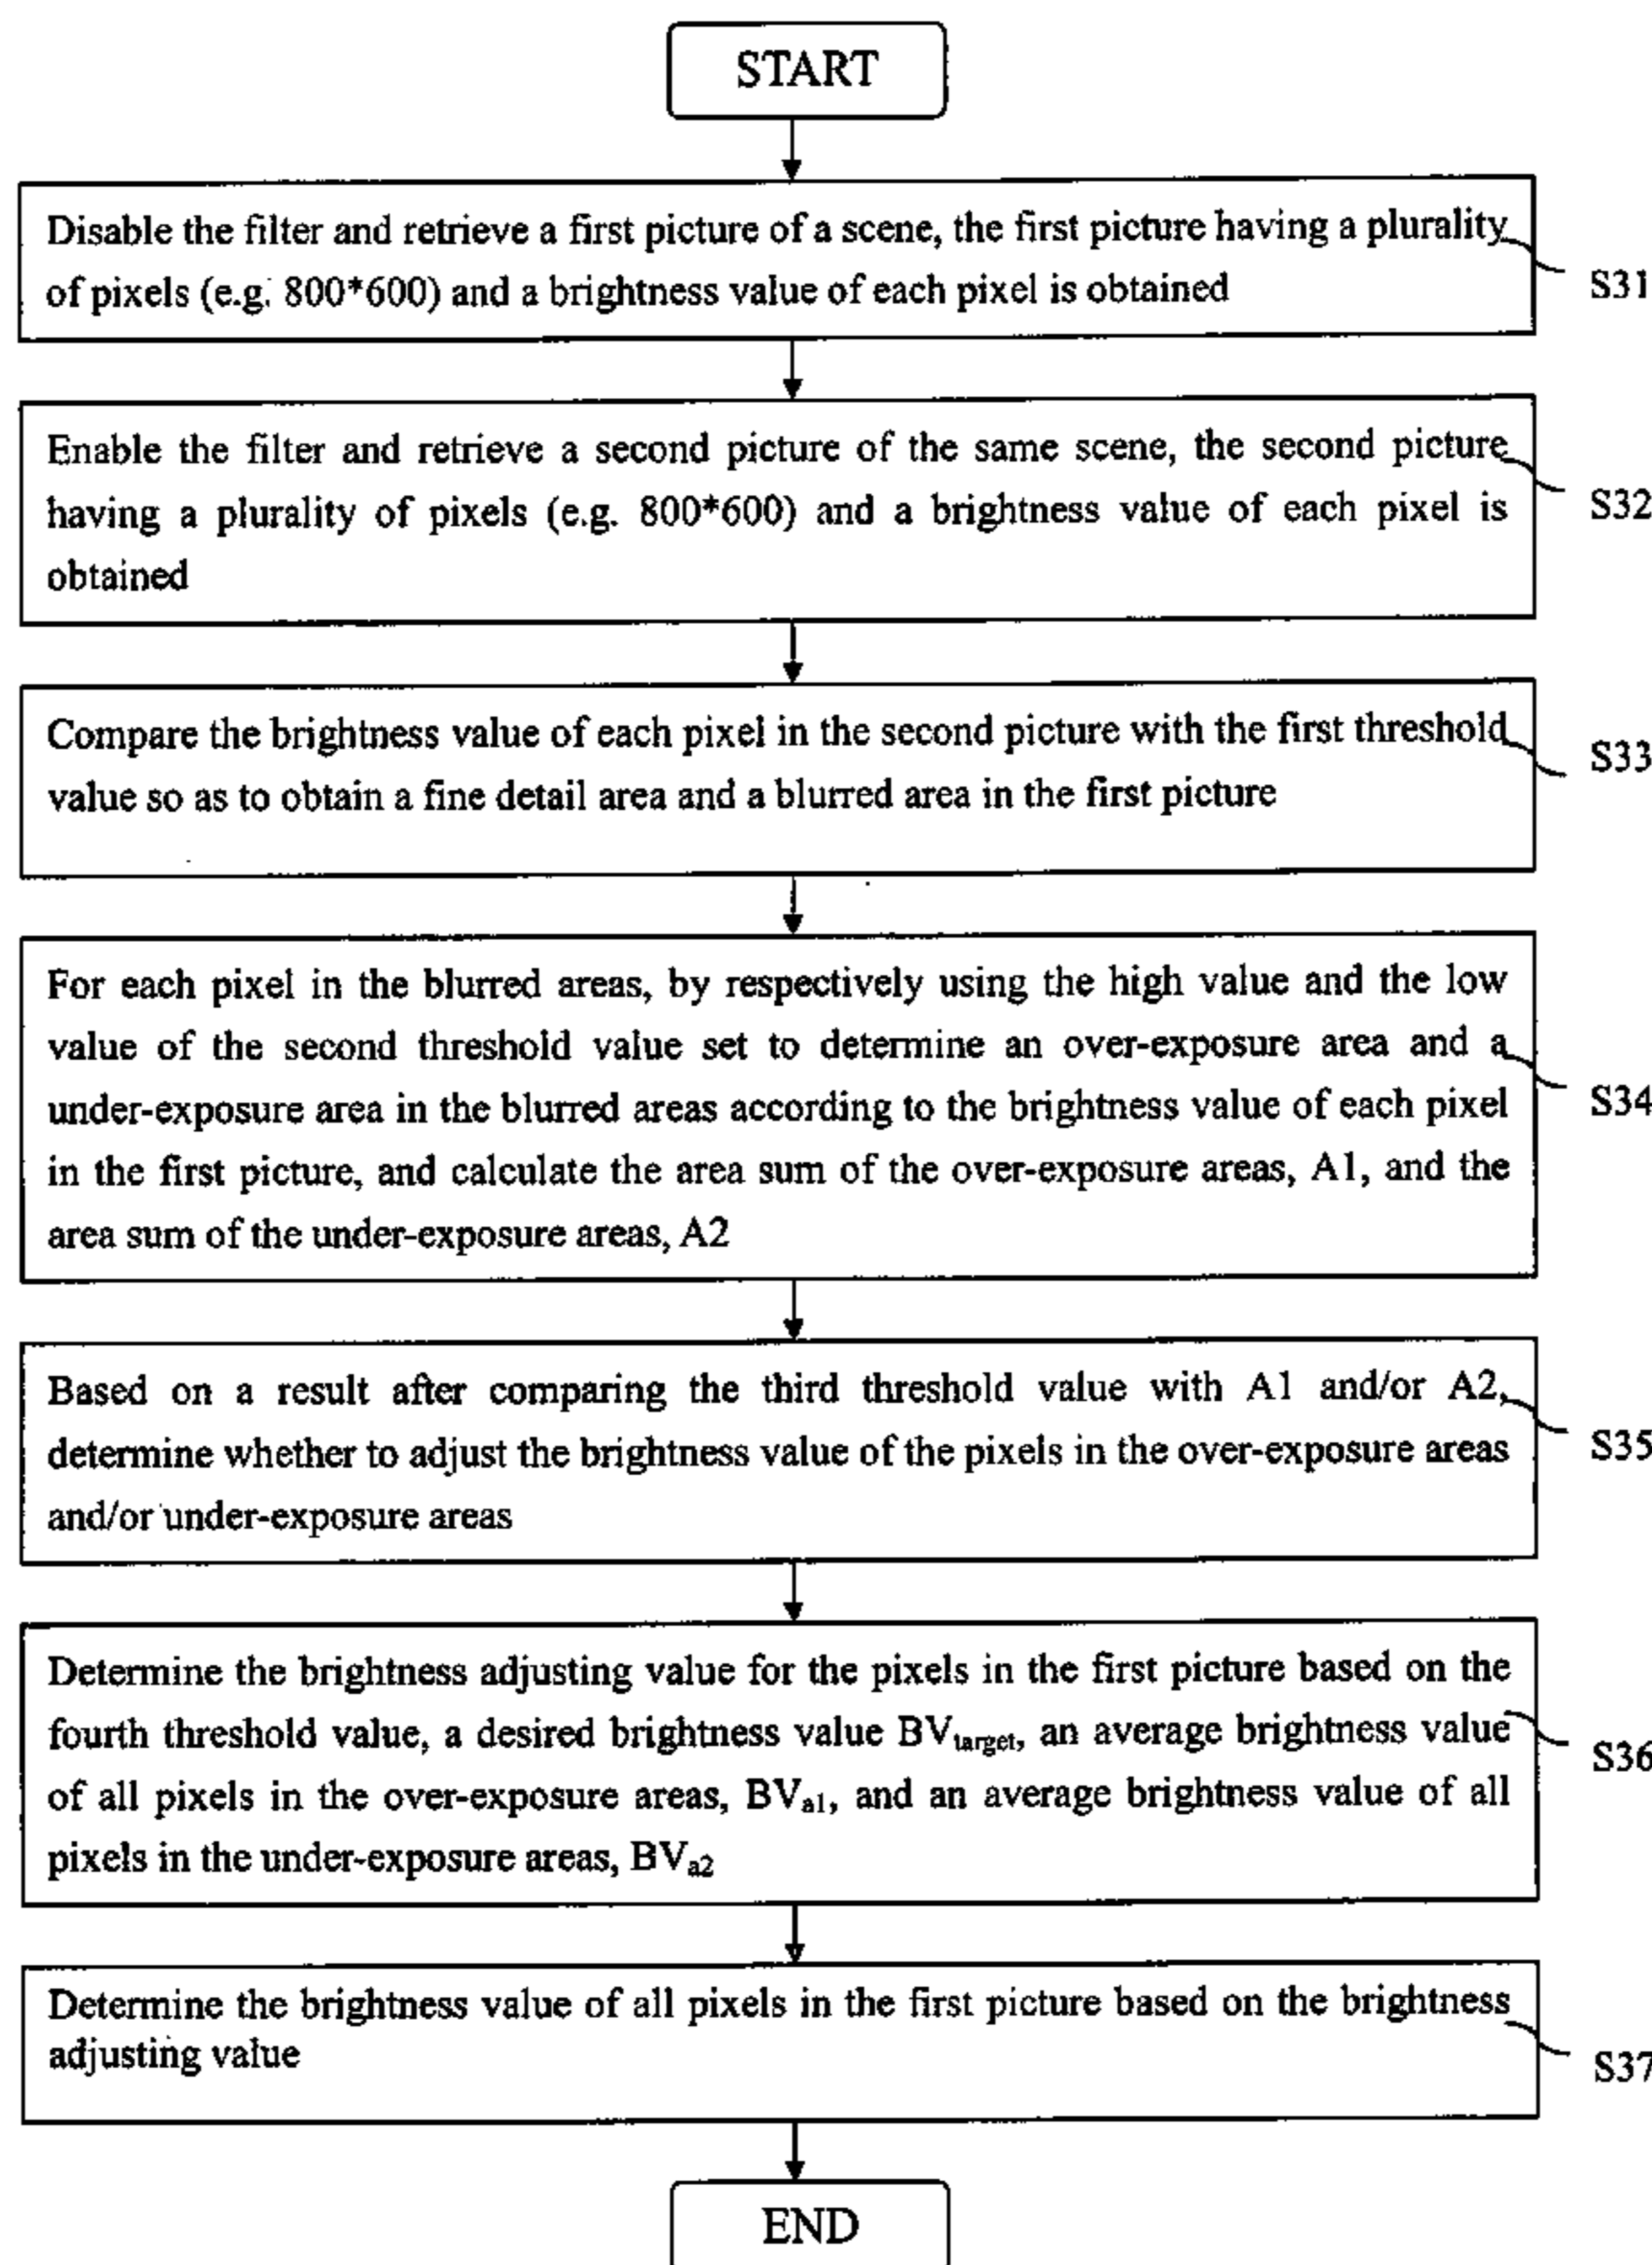 START
Disable the filter and retrieve a first picture of a scene, the first picture having a plurality
of pixels (e.g. 800*600) and a brightness value of each pixel is obtained
S31
Enable the filter and retrieve a second picture of the same scene, the second picture
having a plurality of pixels (e.g. 800*600) and a brightness value of each pixel is
obtained
S32
Compare the brightness value of each pixel in the second picture with the first threshold
value so as to obtain a fine detail area and a blurred area in the first picture
S33
For each pixel in the blurred areas, by respectively using the high value and the low
value of the second threshold value set to determine an over-exposure area and a
under-exposure area in the blurred areas according to the brightness value of each pixel
in the first picture, and calculate the area sum of the over-exposure areas, A1, and the
area sum of the under-exposure areas, A2
S34
Based on a result after comparing the third threshold value with A1 and/or A2,
determine whether to adjust the brightness value of the pixels in the over-exposure areas
and/or under-exposure areas
S35
Determine the brightness adjusting value for the pixels in the first picture based on the
fourth threshold value, a desired brightness value BVtarget, an average brightness value
of all pixels in the over-exposure areas, BVa1, and an average brightness value of all
pixels in the under-exposure areas, BVa2
S36
Determine the brightness value of all pixels in the first picture based on the brightness
adjusting value
S37
END